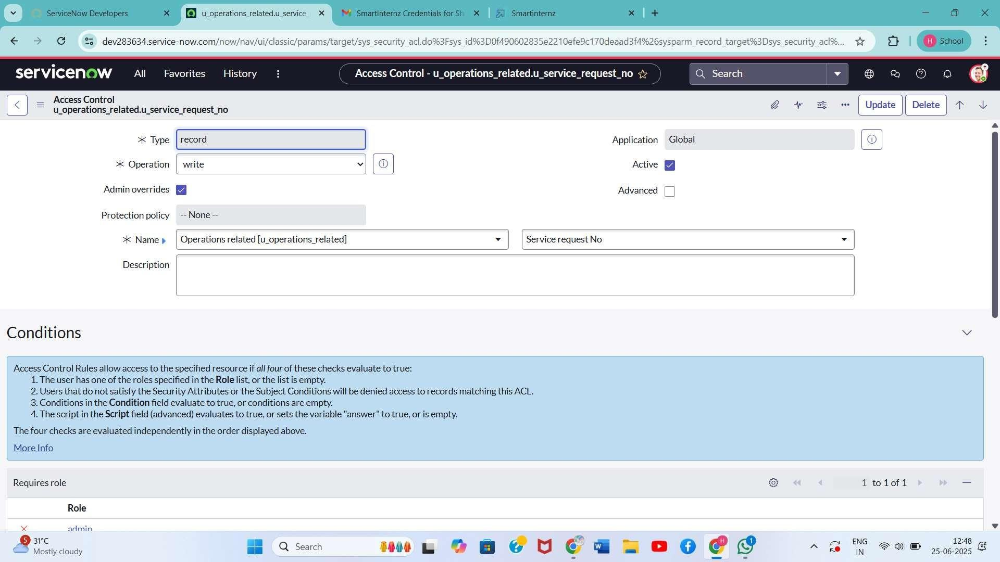 ServiceNow Developers
u_operations_related.u_service_
SmartInternz Credentials for Sh
Smartinternz
dev283634.service-now.com/now/nav/ui/classic/params/target/sys_security_acl.do%3Fsys_id%3D0f490602835e2210efe9c170deaad3f4%26sysparm_record_target%3Dsys_security_acl%...
H School
servicenow
All Favorites History
Access Control - u_operations_related.u_service_request_no
Search
Access Control
u_operations_related.u_service_request_no
Update Delete
Type record
Application Global
Operation write
Active
Admin overrides
Advanced
Protection policy -- None --
Name Operations related [u_operations_related] Service request No
Description
Conditions
Access Control Rules allow access to the specified resource if all four of these checks evaluate to true:
1. The user has one of the roles specified in the Role list, or the list is empty.
2. Users that do not satisfy the Security Attributes or the Subject Conditions will be denied access to records matching this ACL.
3. Conditions in the Condition field evaluate to true, or conditions are empty.
4. The script in the Script field (advanced) evaluates to true, or sets the variable "answer" to true, or is empty.
The four checks are evaluated independently in the order displayed above.
More Info
Requires role
1 to 1 of 1
Role
admin
5
31°C
Mostly cloudy
Search
H
1
ENG
IN
12:48
25-06-2025